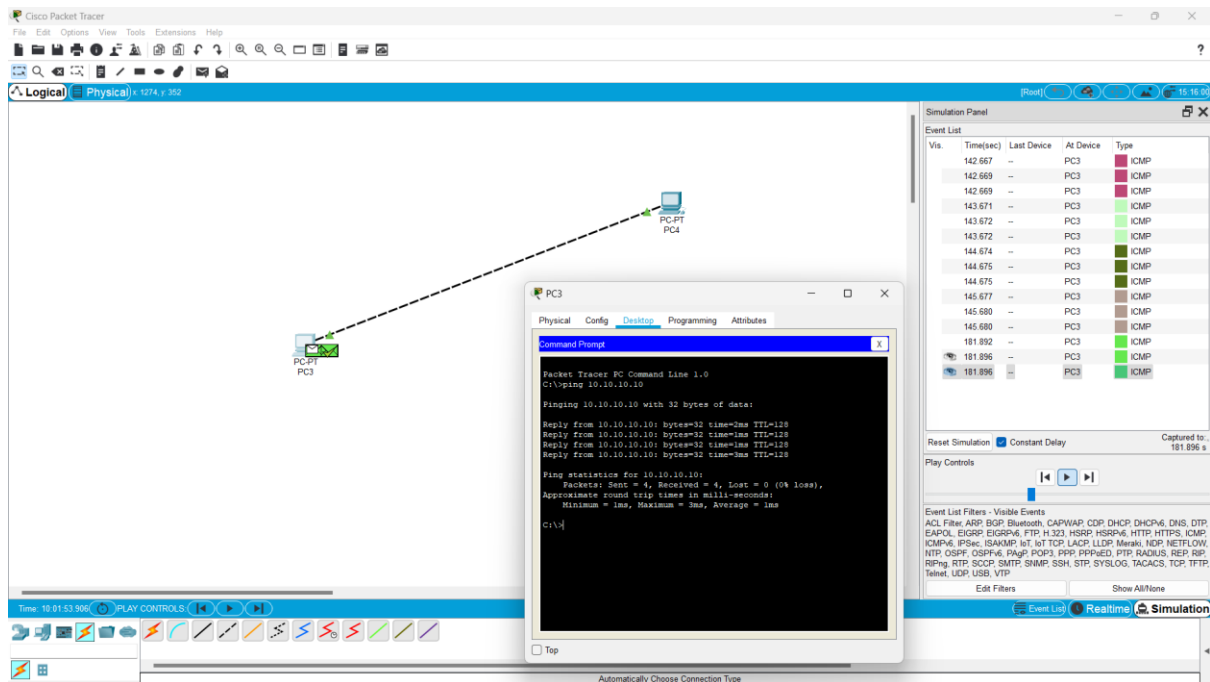 Cisco Packet Tracer
File Edit Options View Tools Extensions Help
?
Logical Physical x: 1274, y: 352 [Root] 15:16:00
PC-PT
PC4
PC-PT
PC3
PC3
Physical Config Desktop Programming Attributes
Command Prompt X
Packet Tracer PC Command Line 1.0
C:\>ping 10.10.10.10
Pinging 10.10.10.10 with 32 bytes of data:
Reply from 10.10.10.10: bytes=32 time=2ms TTL=128
Reply from 10.10.10.10: bytes=32 time=1ms TTL=128
Reply from 10.10.10.10: bytes=32 time=1ms TTL=128
Reply from 10.10.10.10: bytes=32 time=3ms TTL=128
Ping statistics for 10.10.10.10:
Packets: Sent = 4, Received = 4, Lost = 0 (0% loss),
Approximate round trip times in milli-seconds:
Minimum = 1ms, Maximum = 3ms, Average = 1ms
C:\>
Top
Simulation Panel
Event List
Vis. Time(sec) Last Device At Device Type
142.667 -- PC3 ICMP
142.669 -- PC3 ICMP
142.669 -- PC3 ICMP
143.671 -- PC3 ICMP
143.672 -- PC3 ICMP
143.672 -- PC3 ICMP
144.674 -- PC3 ICMP
144.675 -- PC3 ICMP
144.675 -- PC3 ICMP
145.677 -- PC3 ICMP
145.680 -- PC3 ICMP
145.680 -- PC3 ICMP
181.892 -- PC3 ICMP
181.896 -- PC3 ICMP
181.896 -- PC3 ICMP
Reset Simulation Constant Delay Captured to:
181.896 s
Play Controls
Event List Filters - Visible Events
ACL Filter, ARP, BGP, Bluetooth, CAPWAP, CDP, DHCP, DHCPv6, DNS, DTP,
EAPOL, EIGRP, EIGRPv6, FTP, H.323, HSRP, HSRPv6, HTTP, HTTPS, ICMP,
ICMPv6, IPSec, ISAKMP, IoT, IoT TCP, LACP, LLDP, Meraki, NDP, NETFLOW,
NTP, OSPF, OSPFv6, PAgP, POP3, PPP, PPPoED, PTP, RADIUS, REP, RIP,
RIPng, RTP, SCCP, SMTP, SNMP, SSH, STP, SYSLOG, TACACS, TCP, TFTP,
Telnet, UDP, USB, VTP
Edit Filters Show All/None
Time: 10:01:53.906 PLAY CONTROLS: Event List Realtime Simulation
Automatically Choose Connection Type